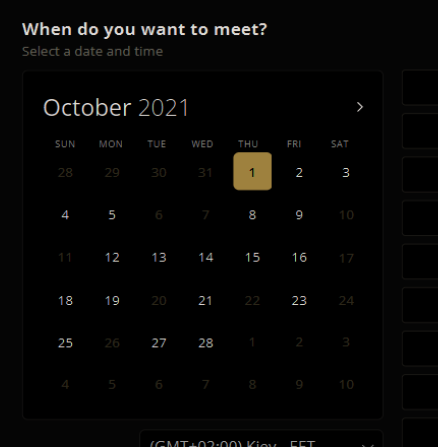 When do you want to meet?
Select a date and time
October 2021
SUN MON TUE WED THU FRI SAT
28 29 30 31 1 2 3
4 5 6 7 8 9 10
11 12 13 14 15 16 17
18 19 20 21 22 23 24
25 26 27 28 1 2 3
4 5 6 7 8 9 10
(GMT+02:00) Kiev - EET